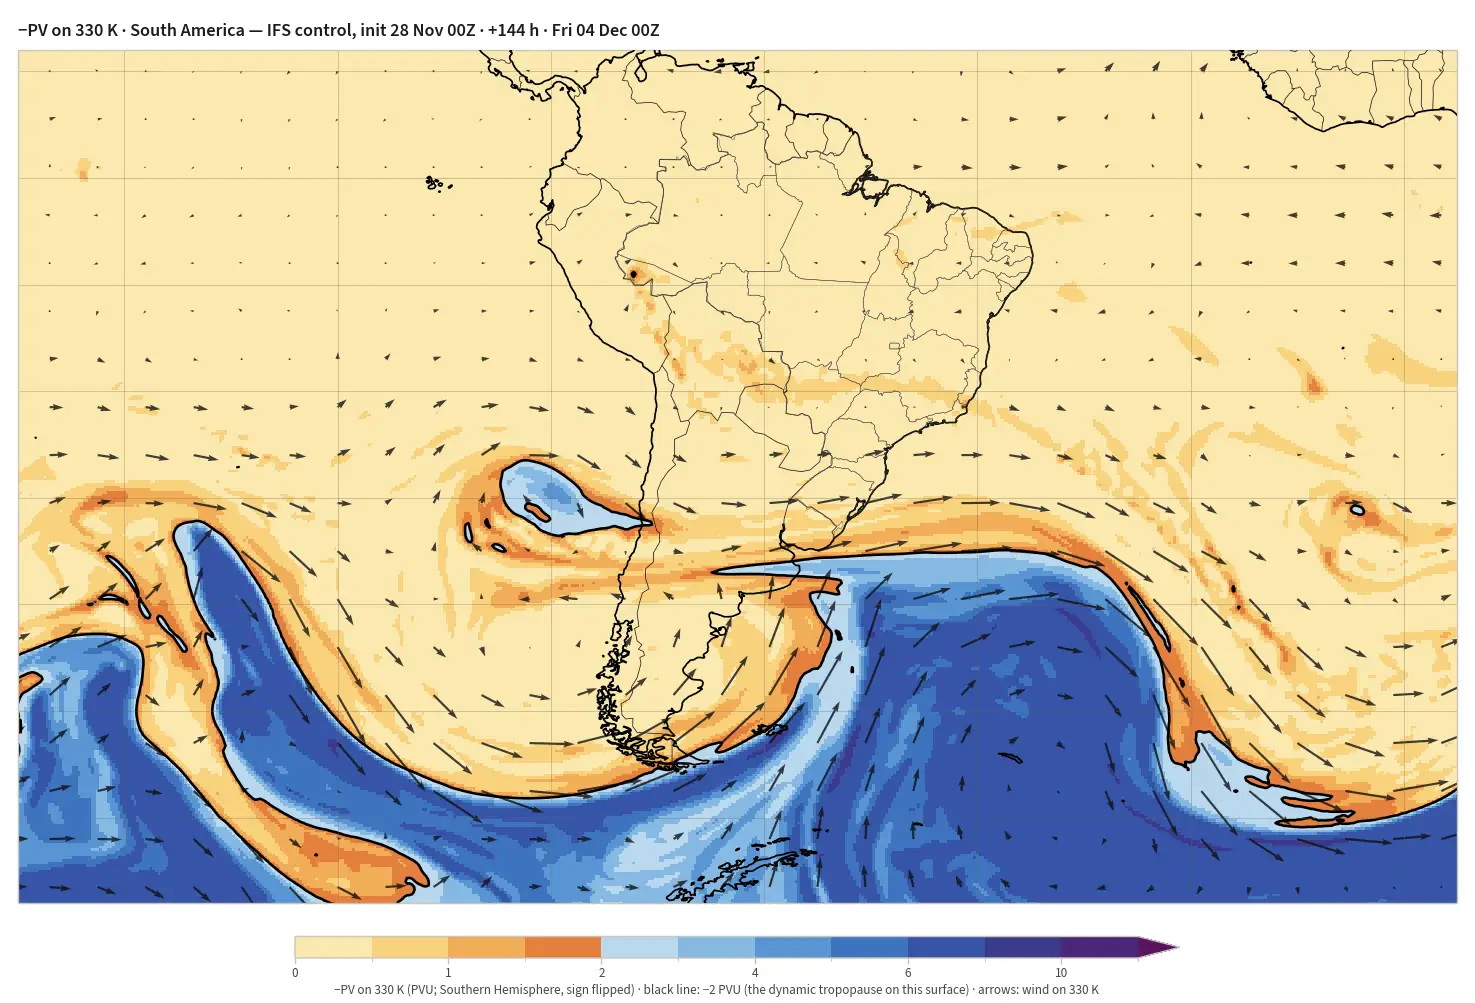 −PV on 330 K · South America — IFS control, init 28 Nov 00Z · +144 h · Fri 04 Dec 00Z
0 1 2 4 6 10
−PV on 330 K (PVU; Southern Hemisphere, sign flipped) · black line: −2 PVU (the dynamic tropopause on this surface) · arrows: wind on 330 K